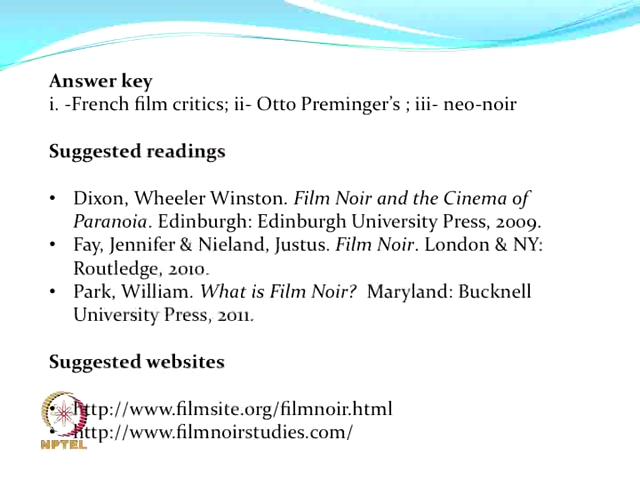 Answer key
i. -French film critics; ii- Otto Preminger's ; iii- neo-noir
Suggested readings
• Dixon, Wheeler Winston. Film Noir and the Cinema of
Paranoia. Edinburgh: Edinburgh University Press, 2009.
• Fay, Jennifer & Nieland, Justus. Film Noir. London & NY:
Routledge, 2010.
• Park, William. What is Film Noir? Maryland: Bucknell
University Press, 2011.
Suggested websites
• http://www.filmsite.org/filmnoir.html
• http://www.filmnoirstudies.com/
NPTEL